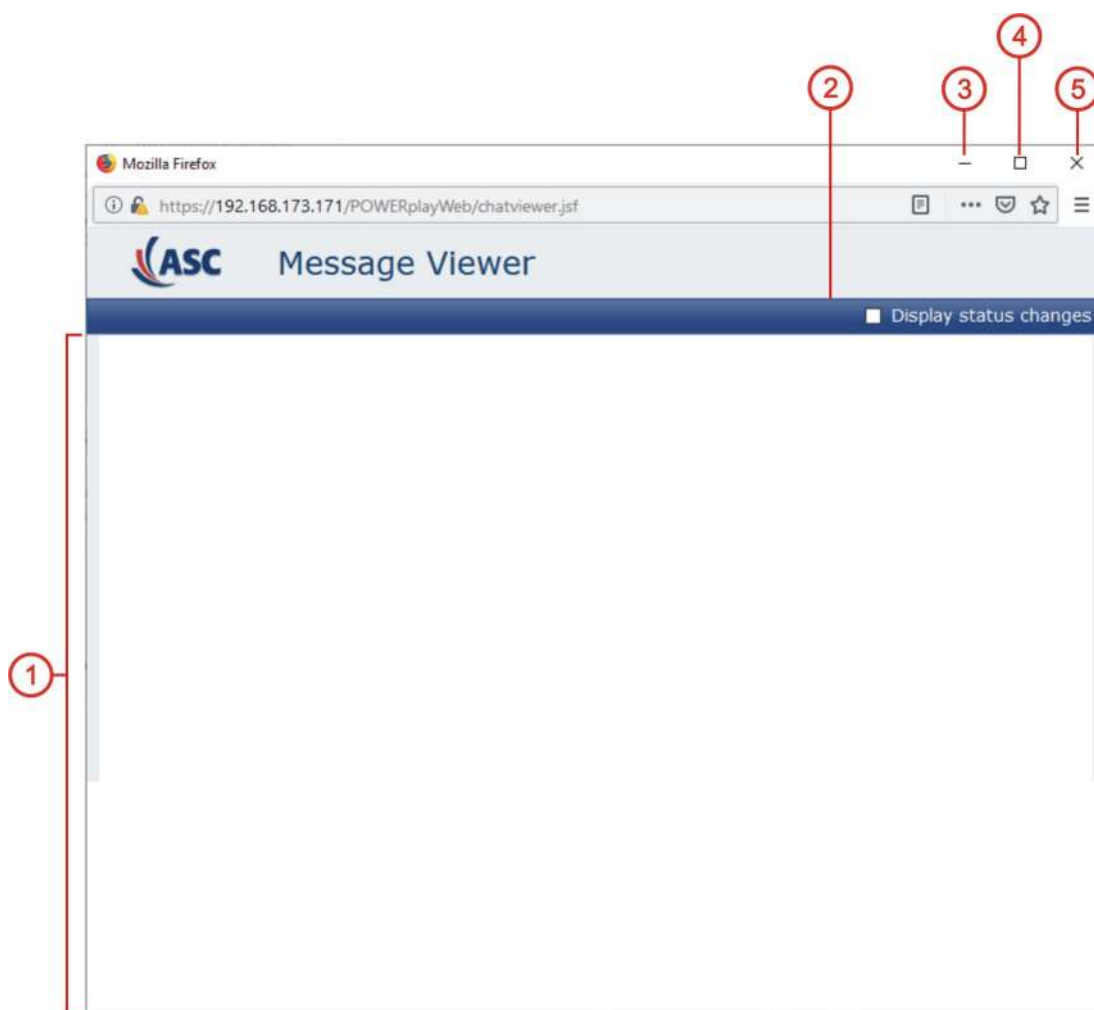 4
2
3
5
Mozilla Firefox
https://192.168.173.171/POWERplayWeb/chatviewer.jsf
ASC Message Viewer
Display status changes
1